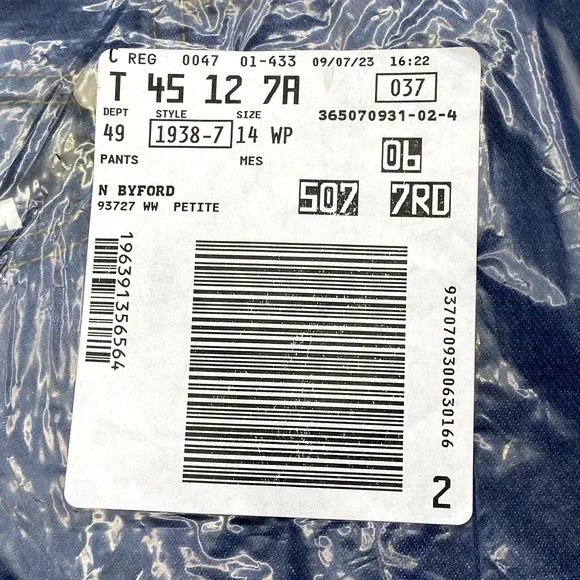 C REG 0047 01-433 09/07/23 16:22
T 45 12 7A 037
DEPT STYLE SIZE 365070931-02-4
49 1938-7 14 WP
PANTS MES 06
N BYFORD 507 7RD
93727 WW PETITE
196391356564
9370709300630166
2